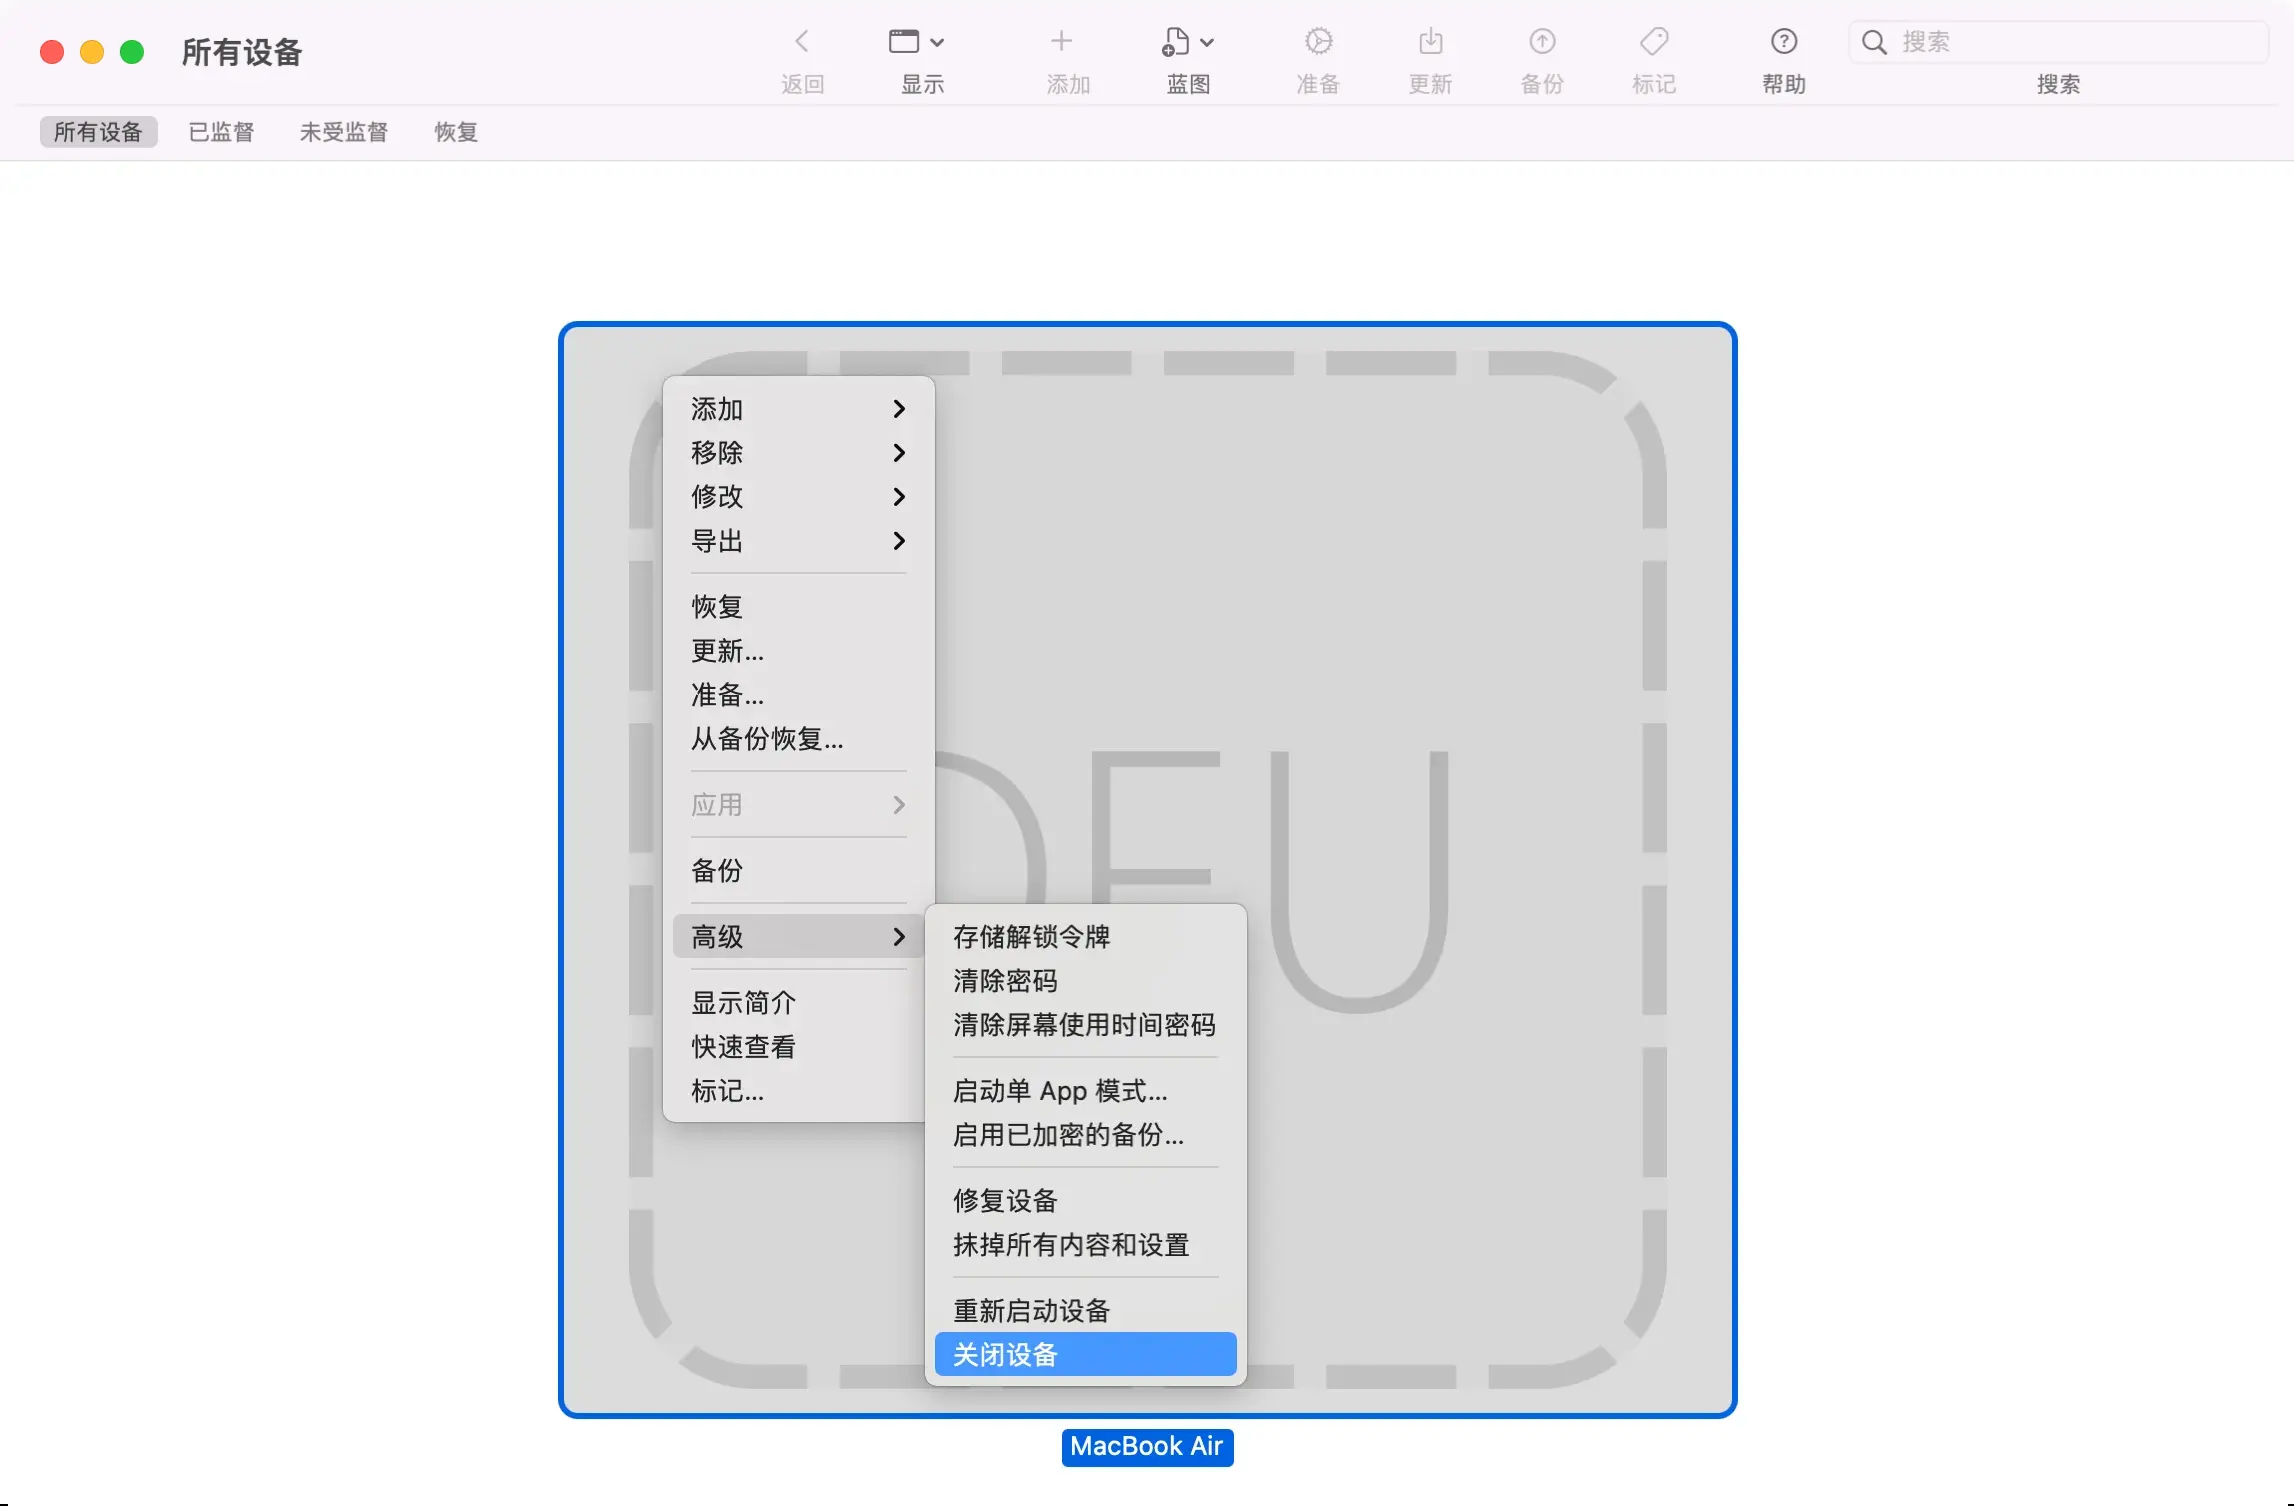 所有设备
返回
显示
添加
蓝图
准备
更新
备份
标记
帮助
搜索
搜索
所有设备
已监督
未受监督
恢复
添加
移除
修改
导出
恢复
更新...
准备...
从备份恢复...
应用
备份
高级
显示简介
快速查看
标记...
存储解锁令牌
清除密码
清除屏幕使用时间密码
启动单 App 模式...
启用已加密的备份...
修复设备
抹掉所有内容和设置
重新启动设备
关闭设备
DFU
MacBook Air